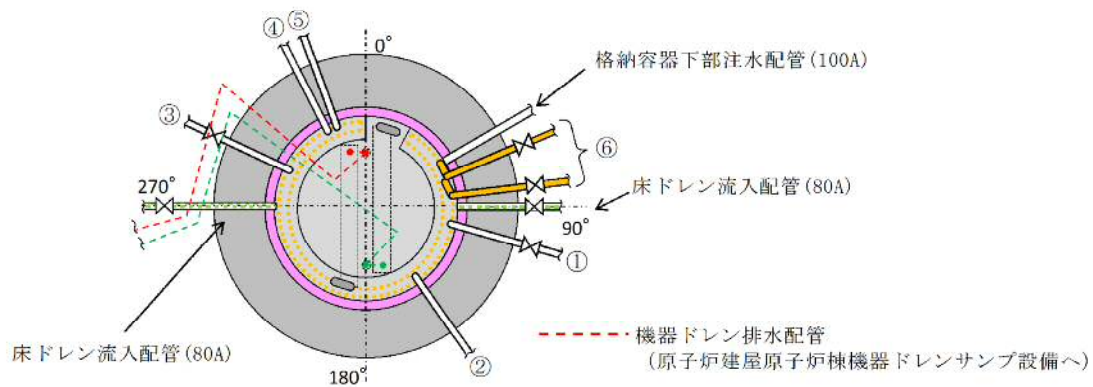 ④⑤
0°
格納容器下部注水配管(100A)
③
⑥
270°
床ドレン流入配管(80A)
90°
①
床ドレン流入配管(80A)
②
180°
機器ドレン排水配管
(原子炉建屋原子炉棟機器ドレンサンプ設備へ)